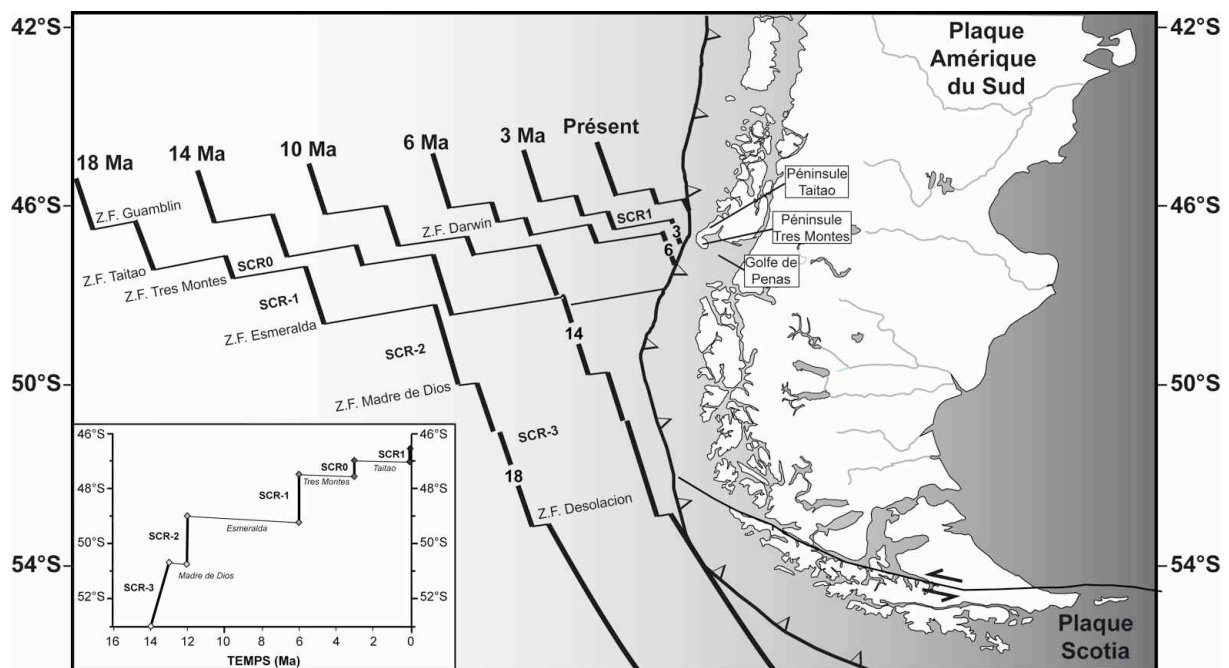 42°S
42°S
Plaque
Amérique
du Sud
Présent
3 Ma
6 Ma
10 Ma
14 Ma
18 Ma
Péninsule
Taitao
46°S
46°S
Z.F. Guamblin
Z.F. Darwin
SCR1
3
6
Péninsule
Tres Montes
Golfe de
Penas
Z.F. Taitao
SCR0
Z.F. Tres Montes
SCR-1
Z.F. Esmeralda
14
SCR-2
50°S
50°S
Z.F. Madre de Dios
SCR-3
18
Z.F. Desolacion
54°S
54°S
Plaque
Scotia
46°S
46°S
SCR1
SCR0
Taitao
Tres Montes
48°S
48°S
SCR-1
Esmeralda
SCR-2
50°S
50°S
Madre de Dios
SCR-3
52°S
52°S
16
14
12
10
8
6
4
2
0
TEMPS (Ma)